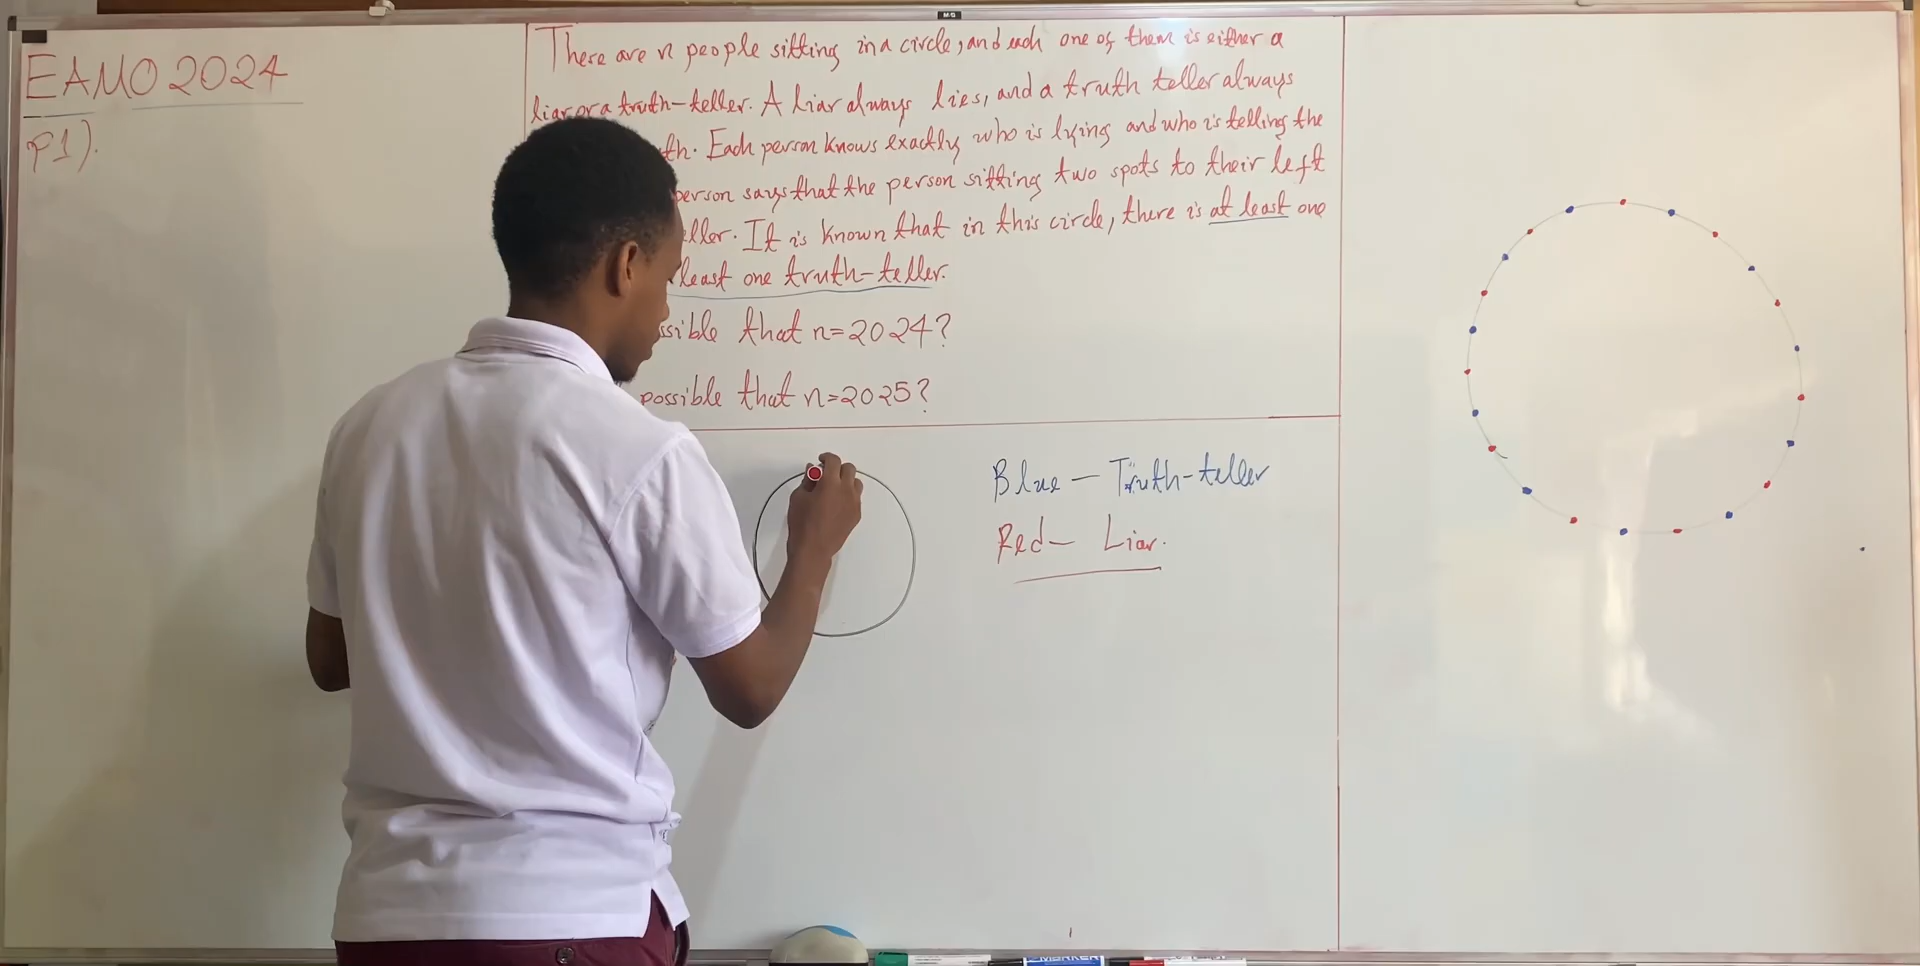 EAMO 2024
P1).
There are n people sitting in a circle, and each one of them is either a
liar or a truth-teller. A liar always lies, and a truth teller always
th. Each person knows exactly who is lying and who is telling the
person says that the person sitting two spots to their left
eller. It is known that in this circle, there is at least one
least one truth-teller.
ssible that n=2024?
possible that n=2025?
Blue - Truth-teller
Red - Liar.
MARKER